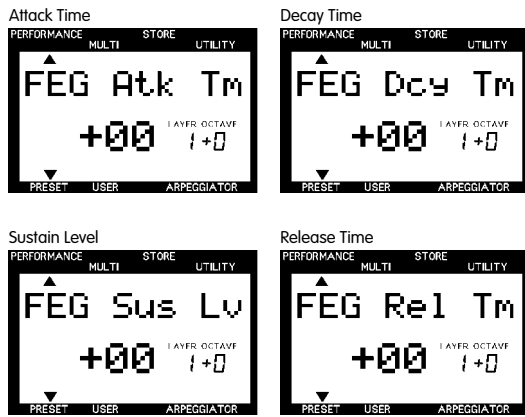 Attack Time
PERFORMANCE STORE
MULTI UTILITY
FEG Atk Tm
LAYER OCTAVE
+00 1+0
PRESET USER ARPEGGIATOR
Decay Time
PERFORMANCE STORE
MULTI UTILITY
FEG Dcy Tm
LAYER OCTAVE
+00 1+0
PRESET USER ARPEGGIATOR
Sustain Level
PERFORMANCE STORE
MULTI UTILITY
FEG Sus Lv
LAYER OCTAVE
+00 1+0
PRESET USER ARPEGGIATOR
Release Time
PERFORMANCE STORE
MULTI UTILITY
FEG Rel Tm
LAYER OCTAVE
+00 1+0
PRESET USER ARPEGGIATOR